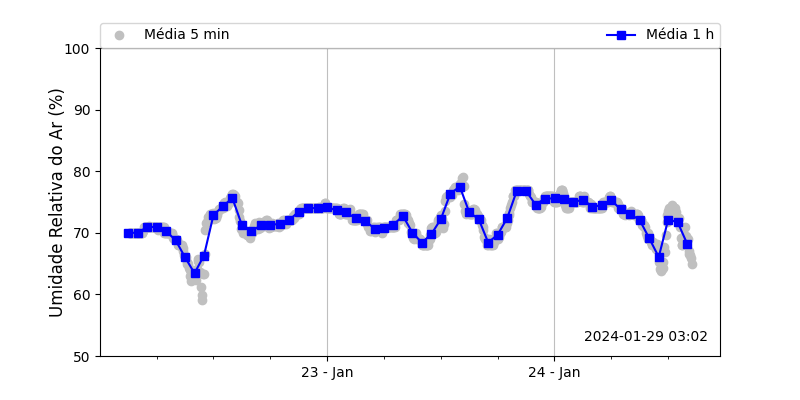 Média 5 min
Média 1 h
Umidade Relativa do Ar (%)
100
90
80
70
60
50
2024-01-29 03:02
23 - Jan
24 - Jan